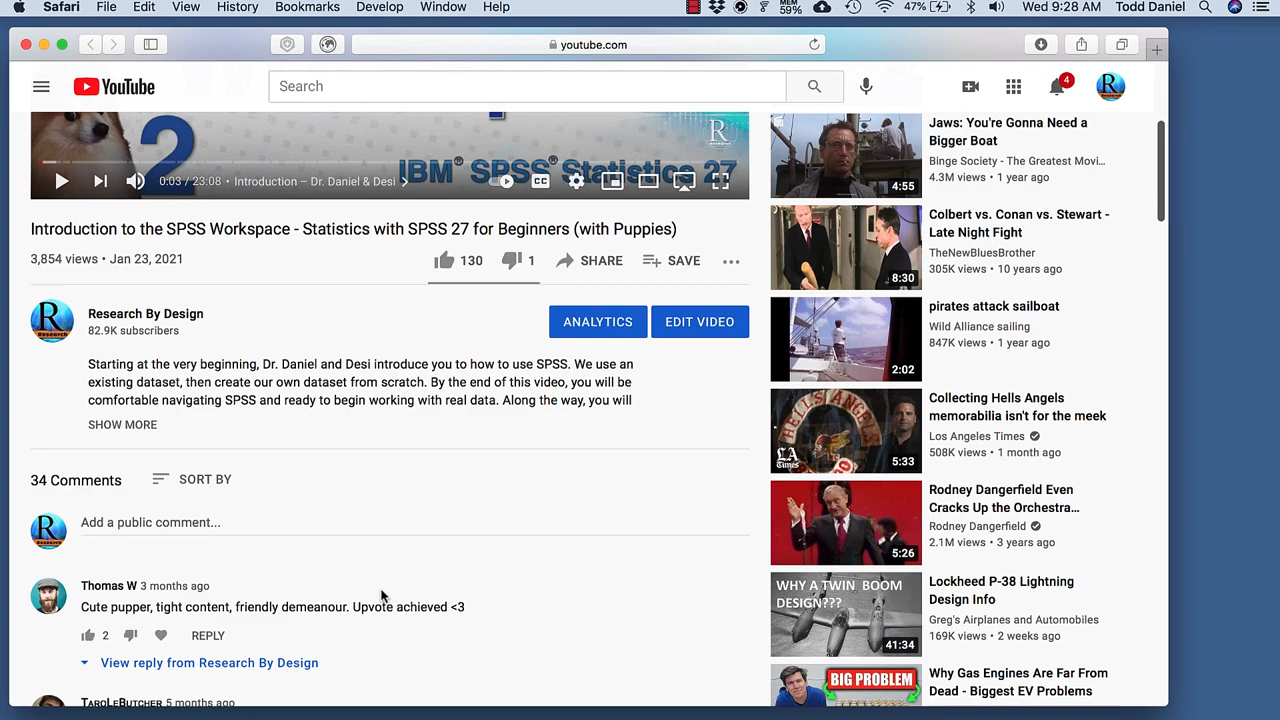 Safari File Edit View History Bookmarks Develop Window Help MEM 59% 47% Wed 9:28 AM Todd Daniel
youtube.com
YouTube
Search
4
2
R
IBM® SPSS® Statistics 27
0:03 / 23:08 • Introduction – Dr. Daniel & Desi
CC
Introduction to the SPSS Workspace - Statistics with SPSS 27 for Beginners (with Puppies)
3,854 views • Jan 23, 2021
130 1 SHARE SAVE
R
Research
Research By Design
82.9K subscribers
ANALYTICS EDIT VIDEO
Starting at the very beginning, Dr. Daniel and Desi introduce you to how to use SPSS. We use an
existing dataset, then create our own dataset from scratch. By the end of this video, you will be
comfortable navigating SPSS and ready to begin working with real data. Along the way, you will
SHOW MORE
34 Comments SORT BY
Add a public comment...
Thomas W 3 months ago
Cute pupper, tight content, friendly demeanour. Upvote achieved <3
2 REPLY
View reply from Research By Design
TaroLeButcher 5 months ago
4:55
Jaws: You're Gonna Need a
Bigger Boat
Binge Society - The Greatest Movi...
4.3M views • 1 year ago
8:30
Colbert vs. Conan vs. Stewart -
Late Night Fight
TheNewBluesBrother
305K views • 10 years ago
2:02
pirates attack sailboat
Wild Alliance sailing
847K views • 1 year ago
HELLS ANGELS
LA
Times
5:33
Collecting Hells Angels
memorabilia isn't for the meek
Los Angeles Times
508K views • 1 month ago
5:26
Rodney Dangerfield Even
Cracks Up the Orchestra...
Rodney Dangerfield
2.1M views • 3 years ago
WHY A TWIN BOOM
DESIGN???
41:34
Lockheed P-38 Lightning
Design Info
Greg's Airplanes and Automobiles
169K views • 2 weeks ago
BIG PROBLEM
Why Gas Engines Are Far From
Dead - Biggest EV Problems